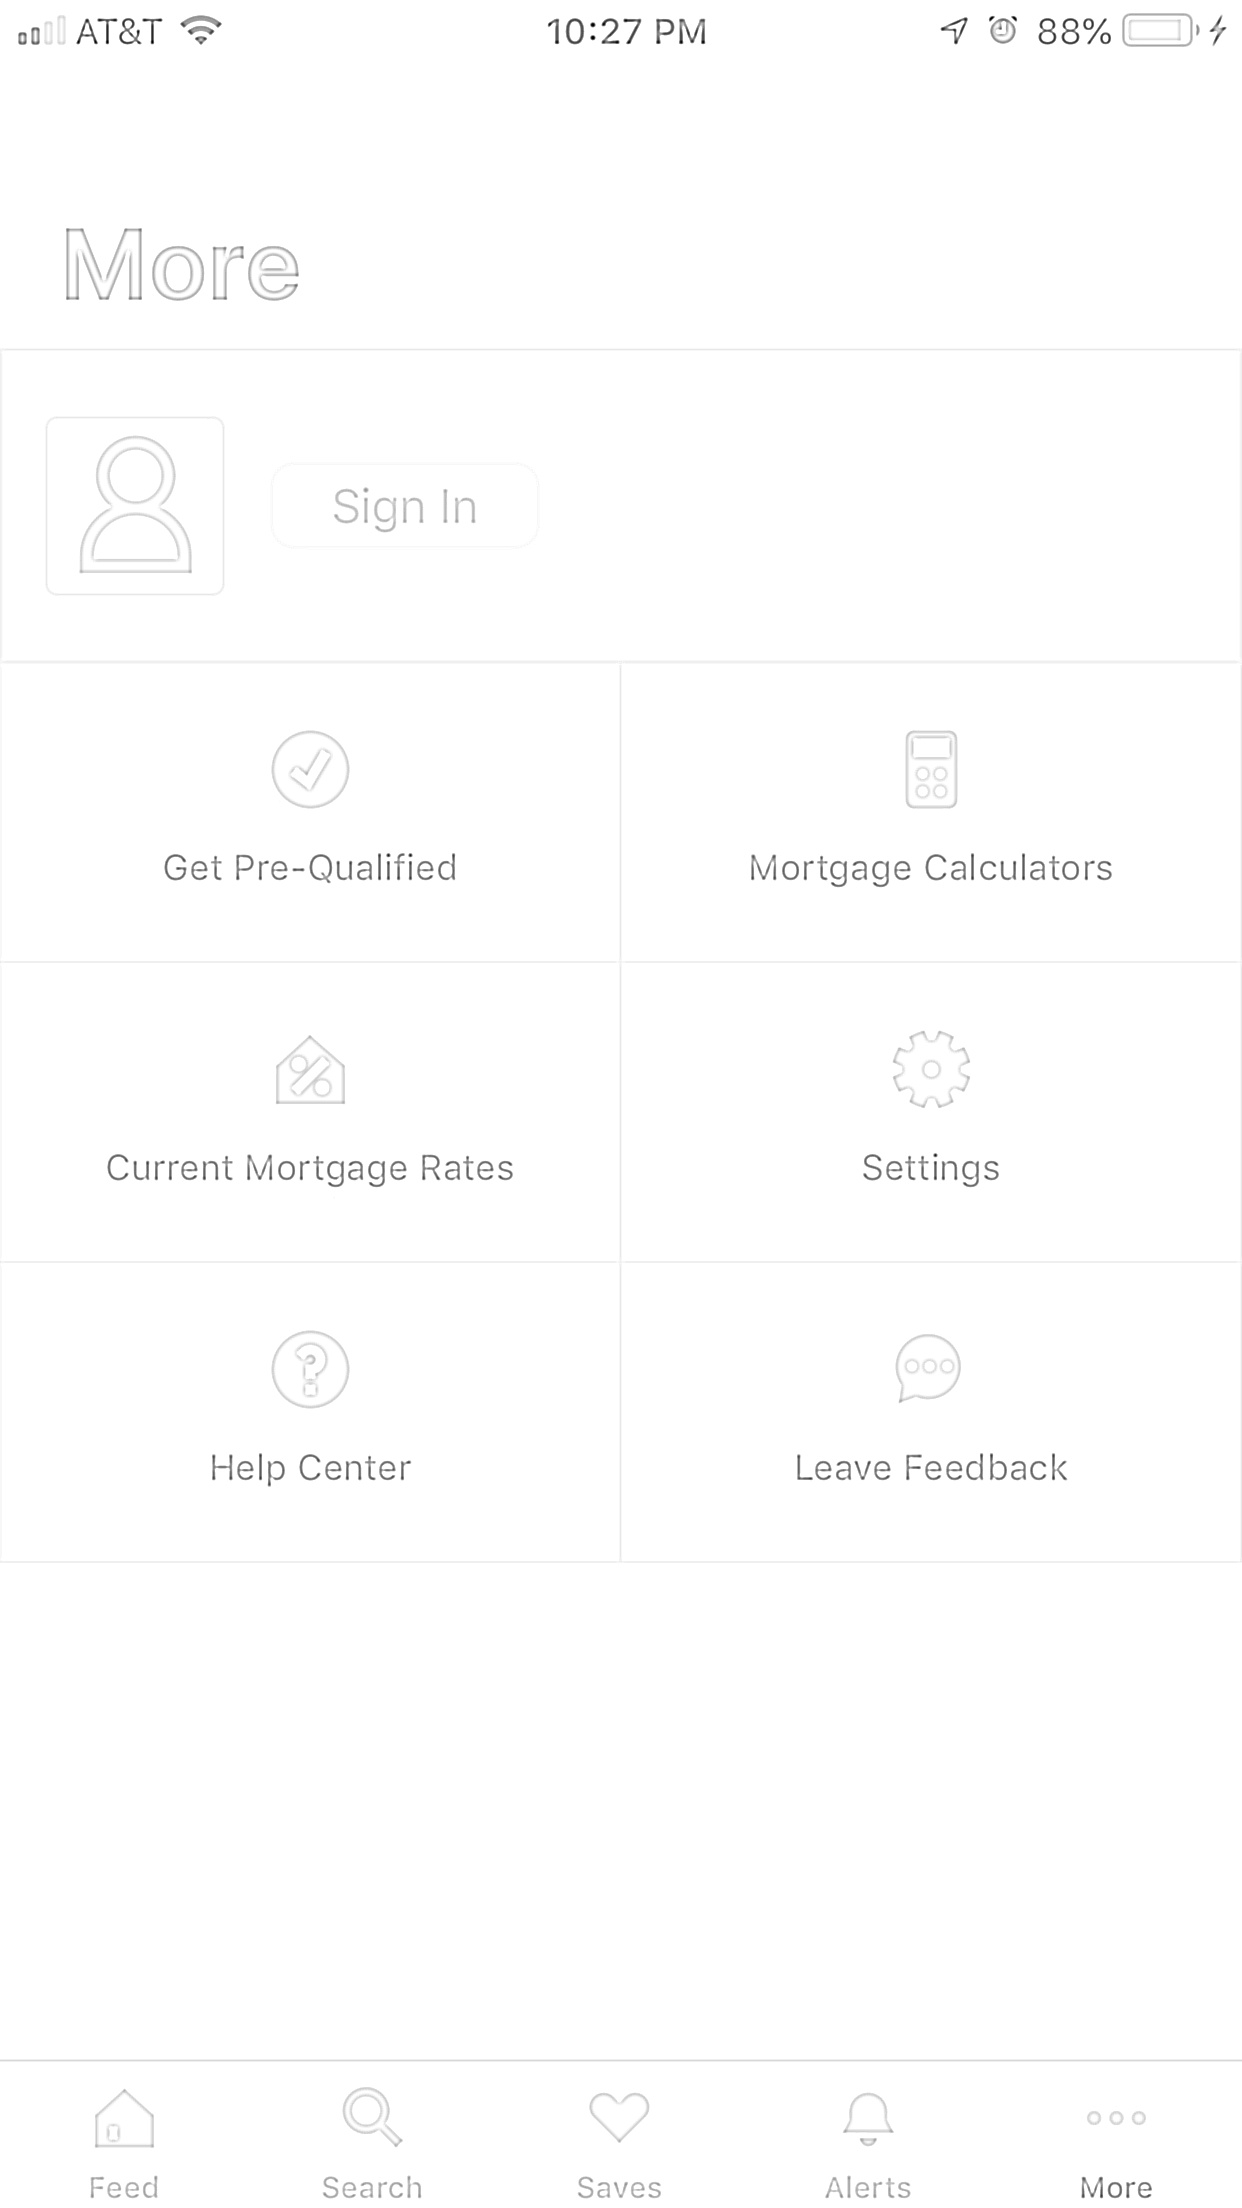 AT&T 10:27 PM 88%
More
Sign In
Get Pre-Qualified Mortgage Calculators
Current Mortgage Rates Settings
Help Center Leave Feedback
Feed Search Saves Alerts More